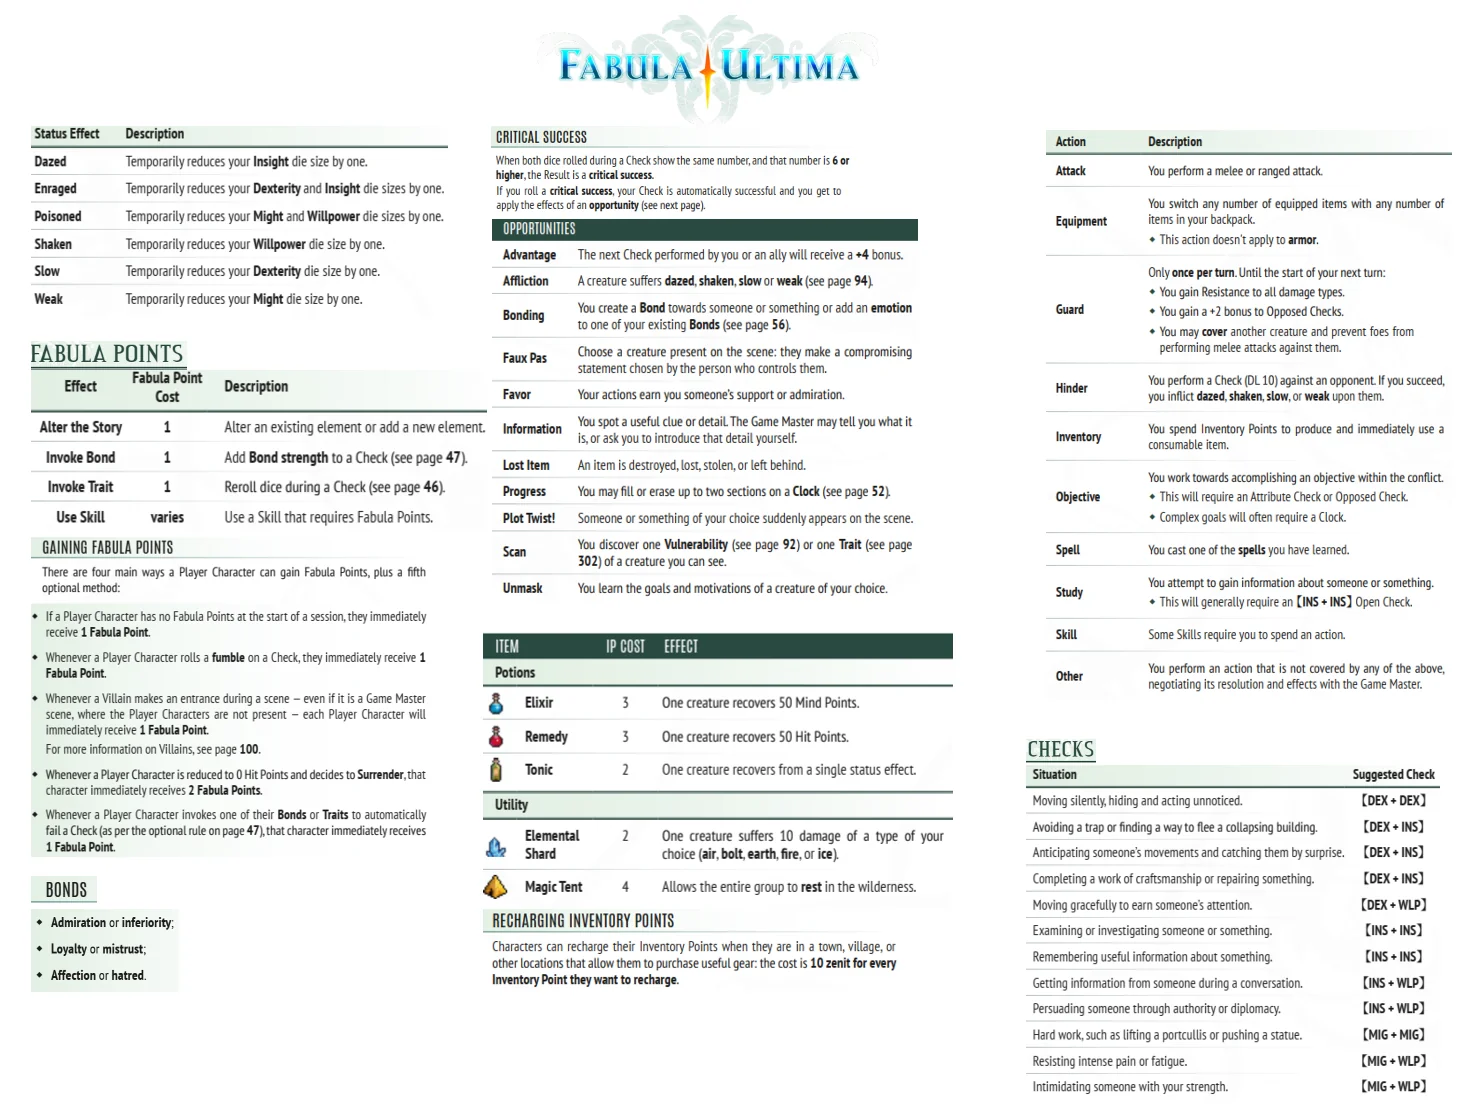 FABULA ULTIMA
Status Effect Description
Dazed Temporarily reduces your Insight die size by one.
Enraged Temporarily reduces your Dexterity and Insight die sizes by one.
Poisoned Temporarily reduces your Might and Willpower die sizes by one.
Shaken Temporarily reduces your Willpower die size by one.
Slow Temporarily reduces your Dexterity die size by one.
Weak Temporarily reduces your Might die size by one.
FABULA POINTS
Effect Fabula Point Cost Description
Alter the Story 1 Alter an existing element or add a new element.
Invoke Bond 1 Add Bond strength to a Check (see page 47).
Invoke Trait 1 Reroll dice during a Check (see page 46).
Use Skill varies Use a Skill that requires Fabula Points.
GAINING FABULA POINTS
There are four main ways a Player Character can gain Fabula Points, plus a fifth
optional method:
◆ If a Player Character has no Fabula Points at the start of a session, they immediately
receive 1 Fabula Point.
◆ Whenever a Player Character rolls a fumble on a Check, they immediately receive 1
Fabula Point.
◆ Whenever a Villain makes an entrance during a scene – even if it is a Game Master
scene, where the Player Characters are not present – each Player Character will
immediately receive 1 Fabula Point.
For more information on Villains, see page 100.
◆ Whenever a Player Character is reduced to 0 Hit Points and decides to Surrender, that
character immediately receives 2 Fabula Points.
◆ Whenever a Player Character invokes one of their Bonds or Traits to automatically
fail a Check (as per the optional rule on page 47), that character immediately receives
1 Fabula Point.
BONDS
◆ Admiration or inferiority;
◆ Loyalty or mistrust;
◆ Affection or hatred.
CRITICAL SUCCESS
When both dice rolled during a Check show the same number, and that number is 6 or
higher, the Result is a critical success.
If you roll a critical success, your Check is automatically successful and you get to
apply the effects of an opportunity (see next page).
OPPORTUNITIES
Advantage The next Check performed by you or an ally will receive a +4 bonus.
Affliction A creature suffers dazed, shaken, slow or weak (see page 94).
Bonding You create a Bond towards someone or something or add an emotion
to one of your existing Bonds (see page 56).
Faux Pas Choose a creature present on the scene: they make a compromising
statement chosen by the person who controls them.
Favor Your actions earn you someone's support or admiration.
Information You spot a useful clue or detail. The Game Master may tell you what it
is, or ask you to introduce that detail yourself.
Lost Item An item is destroyed, lost, stolen, or left behind.
Progress You may fill or erase up to two sections on a Clock (see page 52).
Plot Twist! Someone or something of your choice suddenly appears on the scene.
Scan You discover one Vulnerability (see page 92) or one Trait (see page
302) of a creature you can see.
Unmask You learn the goals and motivations of a creature of your choice.
ITEM IP COST EFFECT
Potions
Elixir 3 One creature recovers 50 Mind Points.
Remedy 3 One creature recovers 50 Hit Points.
Tonic 2 One creature recovers from a single status effect.
Utility
Elemental Shard 2 One creature suffers 10 damage of a type of your
choice (air, bolt, earth, fire, or ice).
Magic Tent 4 Allows the entire group to rest in the wilderness.
RECHARGING INVENTORY POINTS
Characters can recharge their Inventory Points when they are in a town, village, or
other locations that allow them to purchase useful gear: the cost is 10 zenit for every
Inventory Point they want to recharge.
Action Description
Attack You perform a melee or ranged attack.
Equipment You switch any number of equipped items with any number of
items in your backpack.
◆ This action doesn't apply to armor.
Guard Only once per turn. Until the start of your next turn:
◆ You gain Resistance to all damage types.
◆ You gain a +2 bonus to Opposed Checks.
◆ You may cover another creature and prevent foes from
performing melee attacks against them.
Hinder You perform a Check (DL 10) against an opponent. If you succeed,
you inflict dazed, shaken, slow, or weak upon them.
Inventory You spend Inventory Points to produce and immediately use a
consumable item.
Objective You work towards accomplishing an objective within the conflict.
◆ This will require an Attribute Check or Opposed Check.
◆ Complex goals will often require a Clock.
Spell You cast one of the spells you have learned.
Study You attempt to gain information about someone or something.
◆ This will generally require an 【INS + INS】 Open Check.
Skill Some Skills require you to spend an action.
Other You perform an action that is not covered by any of the above,
negotiating its resolution and effects with the Game Master.
CHECKS
Situation Suggested Check
Moving silently, hiding and acting unnoticed. 【DEX + DEX】
Avoiding a trap or finding a way to flee a collapsing building. 【DEX + INS】
Anticipating someone's movements and catching them by surprise. 【DEX + INS】
Completing a work of craftsmanship or repairing something. 【DEX + INS】
Moving gracefully to earn someone's attention. 【DEX + WLP】
Examining or investigating someone or something. 【INS + INS】
Remembering useful information about something. 【INS + INS】
Getting information from someone during a conversation. 【INS + WLP】
Persuading someone through authority or diplomacy. 【INS + WLP】
Hard work, such as lifting a portcullis or pushing a statue. 【MIG + MIG】
Resisting intense pain or fatigue. 【MIG + WLP】
Intimidating someone with your strength. 【MIG + WLP】